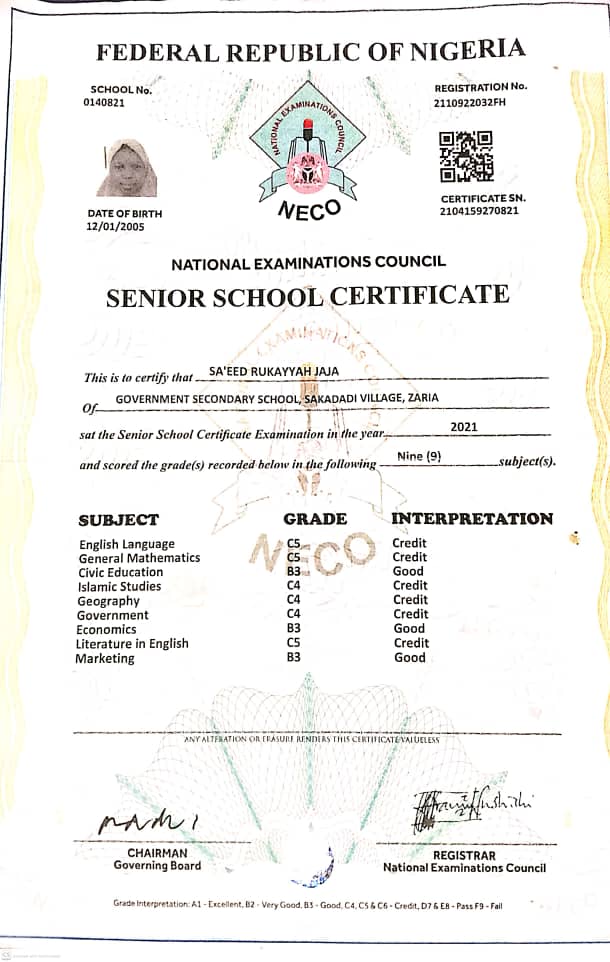 FEDERAL REPUBLIC OF NIGERIA
SCHOOL No.
0140821
REGISTRATION No.
2110922032FH
NATIONAL EXAMINATIONS COUNCIL
NECO
DATE OF BIRTH
12/01/2005
CERTIFICATE SN.
2104159270821
NATIONAL EXAMINATIONS COUNCIL
SENIOR SCHOOL CERTIFICATE
This is to certify that SA'EED RUKAYYAH JAJA
Of GOVERNMENT SECONDARY SCHOOL, SAKADADI VILLAGE, ZARIA
sat the Senior School Certificate Examination in the year 2021
and scored the grade(s) recorded below in the following Nine (9) subject(s).
SUBJECT GRADE INTERPRETATION
English Language C5 Credit
General Mathematics C5 Credit
Civic Education B3 Good
Islamic Studies C4 Credit
Geography C4 Credit
Government C4 Credit
Economics B3 Good
Literature in English C5 Credit
Marketing B3 Good
NECO
ANY ALTERATION OR ERASURE RENDERS THIS CERTIFICATE VALUELESS
CHAIRMAN
Governing Board
REGISTRAR
National Examinations Council
Grade Interpretation: A1 - Excellent, B2 - Very Good, B3 - Good, C4, C5 & C6 - Credit, D7 & E8 - Pass F9 - Fail